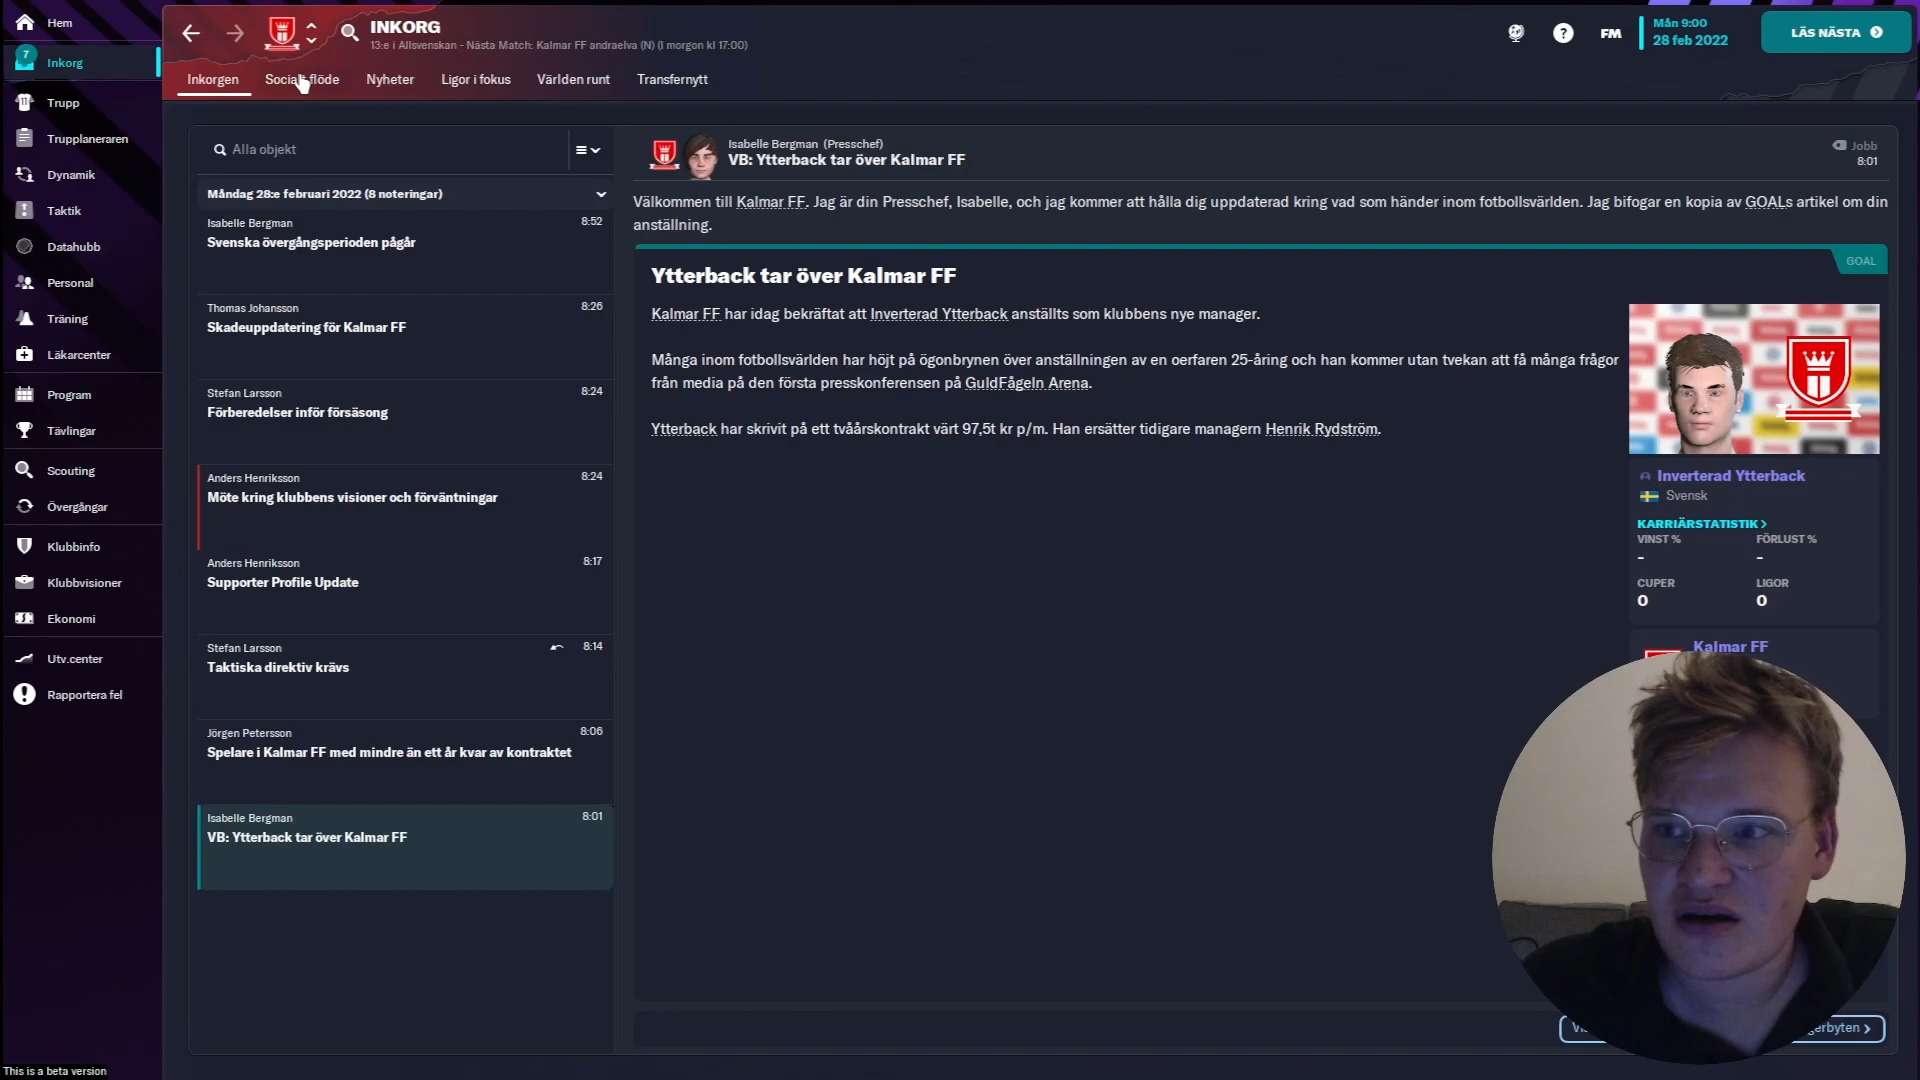 Hem
7
Inkorg
Trupp
Trupplaneraren
Dynamik
Taktik
Datahubb
Personal
Träning
Läkarcenter
Program
Tävlingar
Scouting
Övergångar
Klubbinfo
Klubbvisioner
Ekonomi
Utv.center
Rapportera fel
This is a beta version
INKORG
13:e i Allsvenskan - Nästa Match: Kalmar FF andraelva (N) (I morgon kl 17:00)
FM
Mån 9:00
28 feb 2022
LÄS NÄSTA
Inkorgen Socialt flöde Nyheter Ligor i fokus Världen runt Transfernytt
Alla objekt
Måndag 28:e februari 2022 (8 noteringar)
Isabelle Bergman 8:52
Svenska övergångsperioden pågår
Thomas Johansson 8:26
Skadeuppdatering för Kalmar FF
Stefan Larsson 8:24
Förberedelser inför försäsong
Anders Henriksson 8:24
Möte kring klubbens visioner och förväntningar
Anders Henriksson 8:17
Supporter Profile Update
Stefan Larsson 8:14
Taktiska direktiv krävs
Jörgen Petersson 8:06
Spelare i Kalmar FF med mindre än ett år kvar av kontraktet
Isabelle Bergman 8:01
VB: Ytterback tar över Kalmar FF
Isabelle Bergman (Presschef)
VB: Ytterback tar över Kalmar FF
Jobb
8:01
Välkommen till Kalmar FF. Jag är din Presschef, Isabelle, och jag kommer att hålla dig uppdaterad kring vad som händer inom fotbollsvärlden. Jag bifogar en kopia av GOALs artikel om din
anställning.
GOAL
Ytterback tar över Kalmar FF
Kalmar FF har idag bekräftat att Inverterad Ytterback anställts som klubbens nye manager.
Många inom fotbollsvärlden har höjt på ögonbrynen över anställningen av en oerfaren 25-åring och han kommer utan tvekan att få många frågor
från media på den första presskonferensen på GuldFågeln Arena.
Ytterback har skrivit på ett tvåårskontrakt värt 97,5t kr p/m. Han ersätter tidigare managern Henrik Rydström.
Inverterad Ytterback
Svensk
KARRIÄRSTATISTIK
VINST % FÖRLUST %
- -
CUPER LIGOR
0 0
Kalmar FF